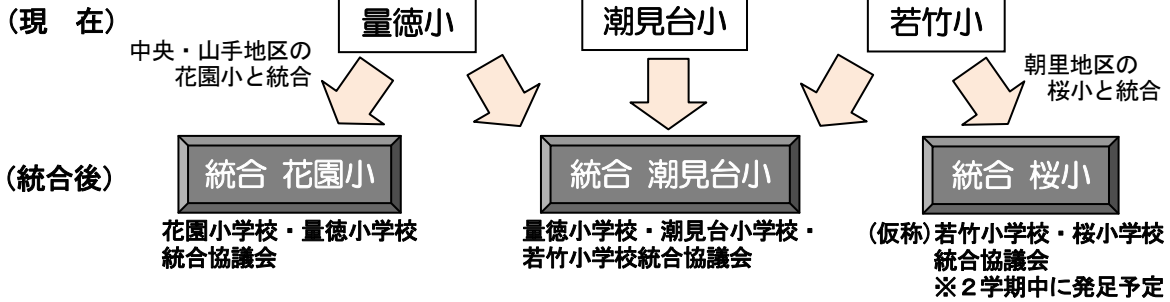 (現 在)
量徳小
潮見台小
若竹小
中央・山手地区の
花園小と統合
朝里地区の
桜小と統合
(統合後)
統合 花園小
統合 潮見台小
統合 桜小
花園小学校・量徳小学校
統合協議会
量徳小学校・潮見台小学校・
若竹小学校統合協議会
(仮称)若竹小学校・桜小学校
統合協議会
※2学期中に発足予定